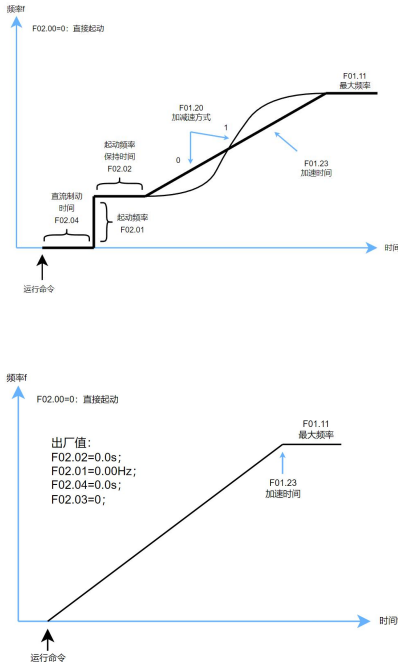 频率f
F02.00=0：直接起动
F01.11
最大频率
F01.20
加减速方式
1
0
起动频率
保持时间
F02.02
F01.23
加速时间
直流制动
时间
F02.04
起动频率
F02.01
时间
运行命令
频率f
F02.00=0：直接起动
F01.11
最大频率
出厂值：
F02.02=0.0s；
F02.01=0.00Hz；
F02.04=0.0s；
F02.03=0；
F01.23
加速时间
时间
运行命令